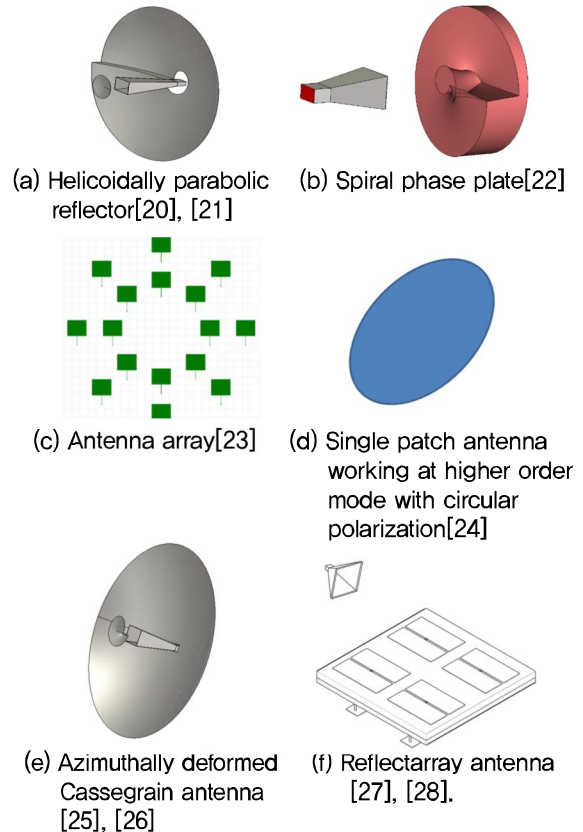 (a) Helicoidally parabolic
reflector[20], [21]
(b) Spiral phase plate[22]
(c) Antenna array[23]
(d) Single patch antenna
working at higher order
mode with circular
polarization[24]
(e) Azimuthally deformed
Cassegrain antenna
[25], [26]
(f) Reflectarray antenna
[27], [28].